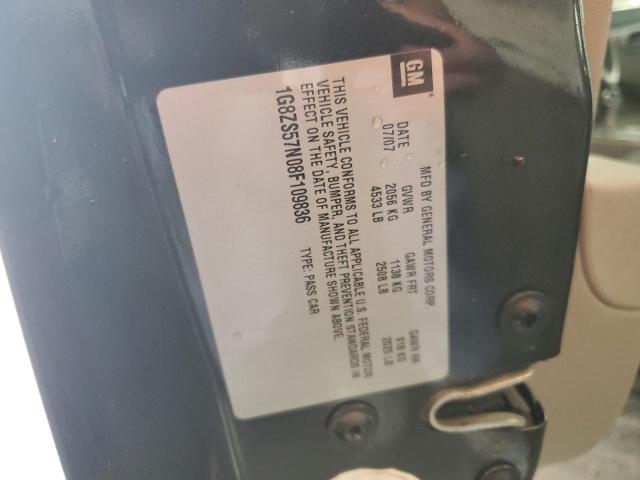 GM
MFD BY GENERAL MOTORS CORP
DATE GVWR GAWR FRT GAWR RR
07/07 2056 KG 1138 KG 918 KG
4533 LB 2508 LB 2025 LB
THIS VEHICLE CONFORMS TO ALL APPLICABLE U.S. FEDERAL MOTOR
VEHICLE SAFETY, BUMPER, AND THEFT PREVENTION STANDARDS IN
EFFECT ON THE DATE OF MANUFACTURE SHOWN ABOVE.
1G8ZS57N08F109836 TYPE: PASS CAR